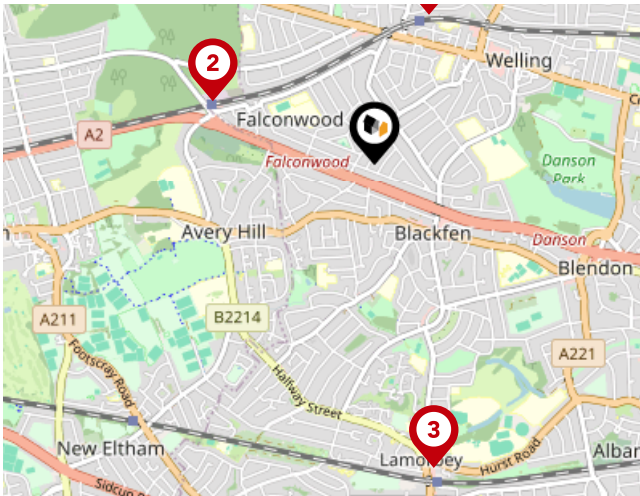 Welling
2
Falconwood
A2
Falconwood
Danson
Park
Avery Hill
Blackfen
Danson
Blendon
A211
B2214
A221
Footscray Road
Halfway Street
3
New Eltham
Lamorbey
Hurst Road
Alban
Sidcup